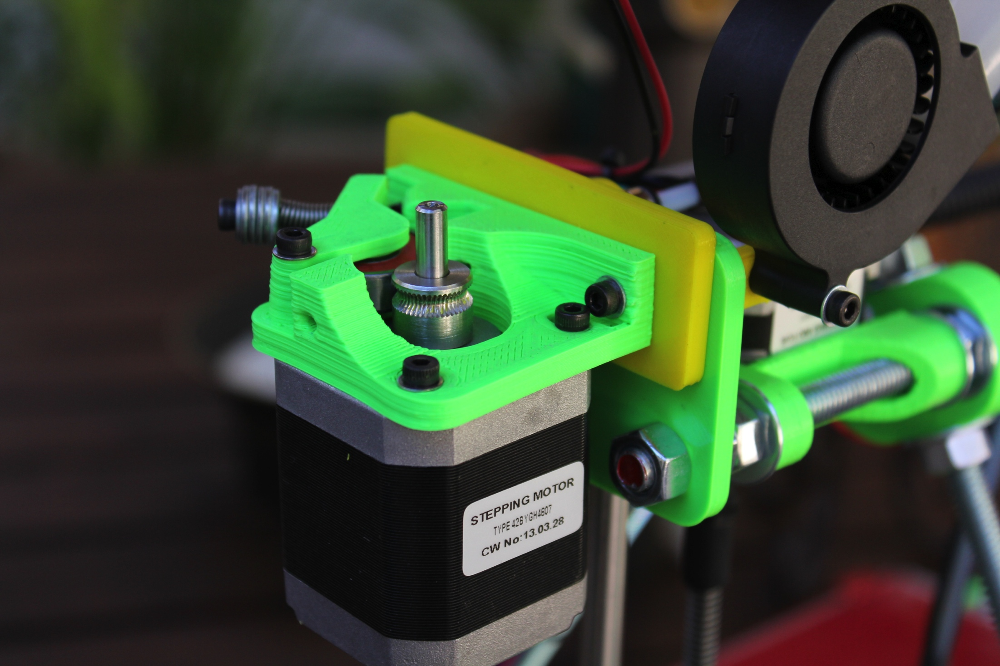 STEPPING MOTOR
TYPE 42BYGH4807
CW No:13.03.28